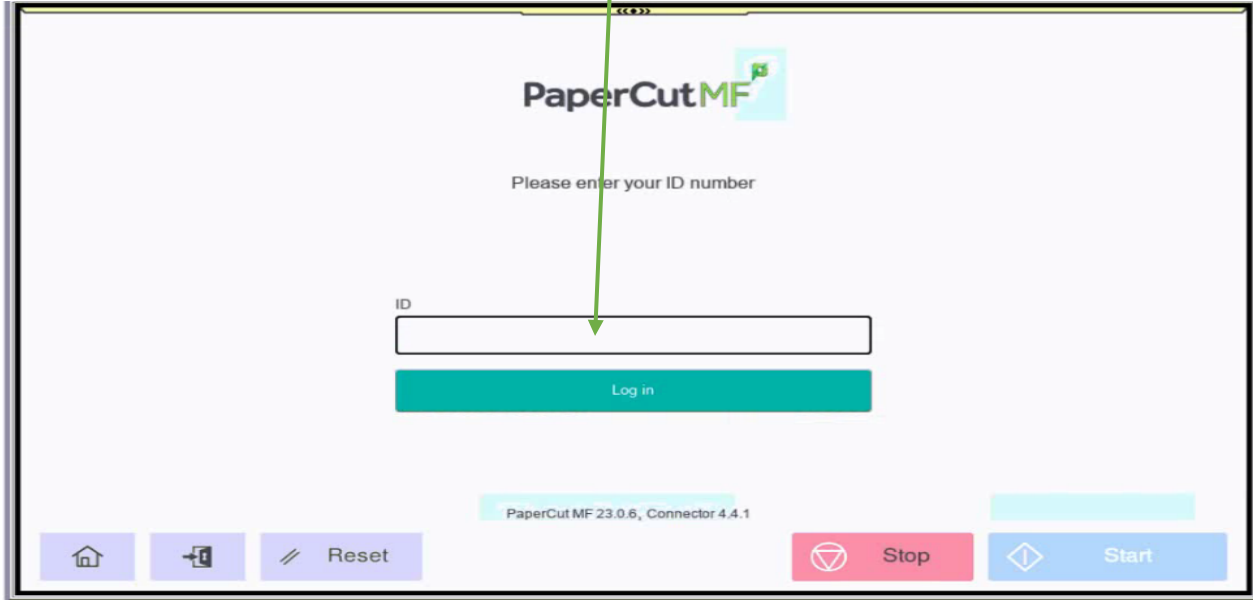 PaperCutMF
Please enter your ID number
ID
Log in
PaperCut MF 23.0.6, Connector 4.4.1
Reset
Stop
Start